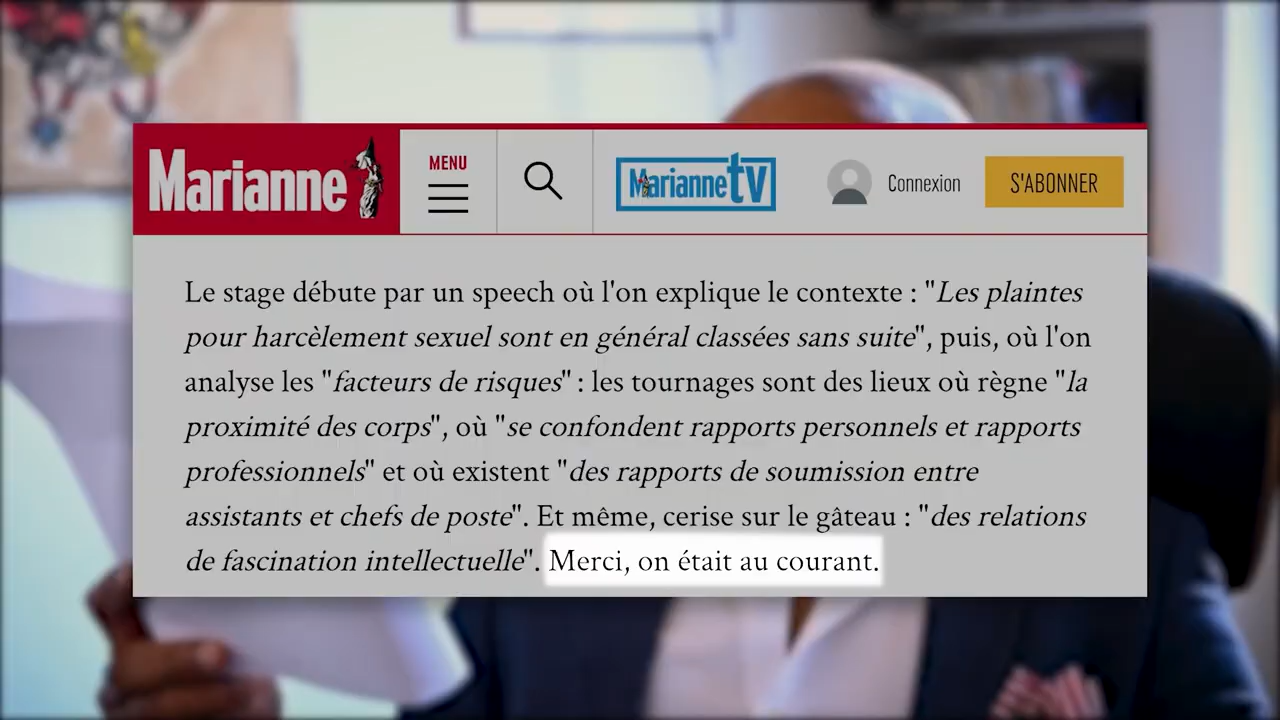 Marianne
MENU
Marianne tv
Connexion
S'ABONNER
Le stage débute par un speech où l'on explique le contexte : "Les plaintes
pour harcèlement sexuel sont en général classées sans suite", puis, où l'on
analyse les "facteurs de risques" : les tournages sont des lieux où règne "la
proximité des corps", où "se confondent rapports personnels et rapports
professionnels" et où existent "des rapports de soumission entre
assistants et chefs de poste". Et même, cerise sur le gâteau : "des relations
de fascination intellectuelle". Merci, on était au courant.